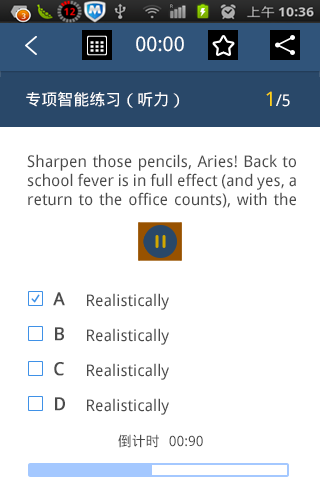 3 12 M 上午 10:36
00:00
专项智能练习（听力） 1/5
Sharpen those pencils, Aries! Back to
school fever is in full effect (and yes, a
return to the office counts), with the
A Realistically
B Realistically
C Realistically
D Realistically
倒计时 00:90